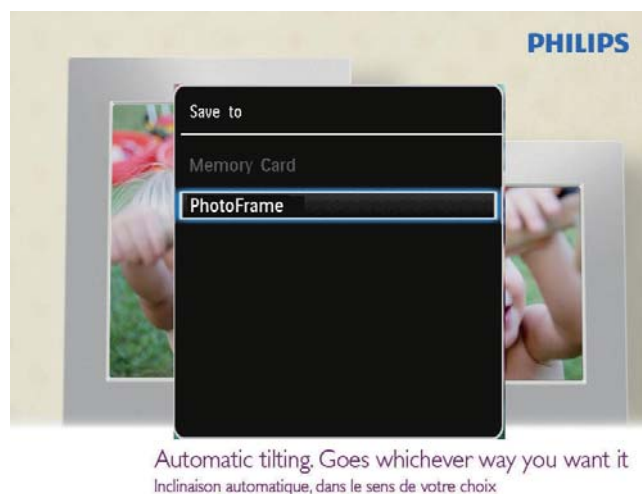 PHILIPS
Save to
Memory Card
PhotoFrame
Automatic tilting. Goes whichever way you want it
Inclinaison automatique, dans le sens de votre choix